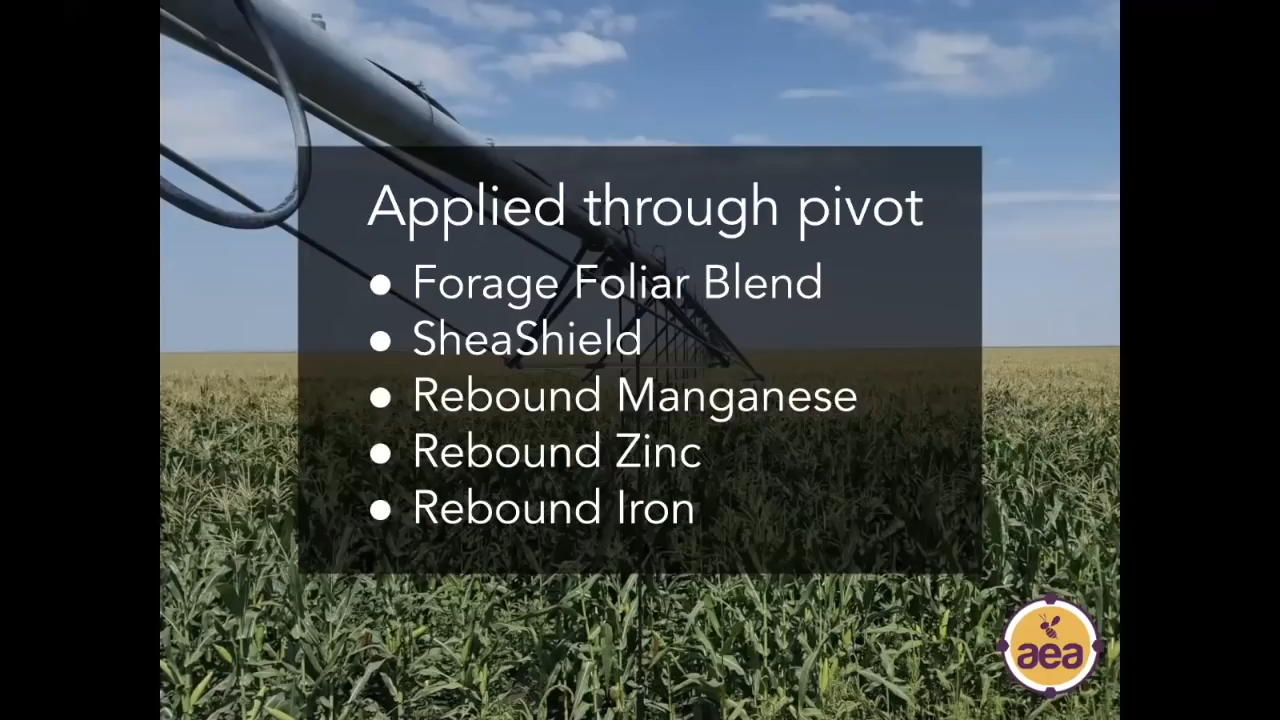 Applied through pivot
● Forage Foliar Blend
● SheaShield
● Rebound Manganese
● Rebound Zinc
● Rebound Iron
aea